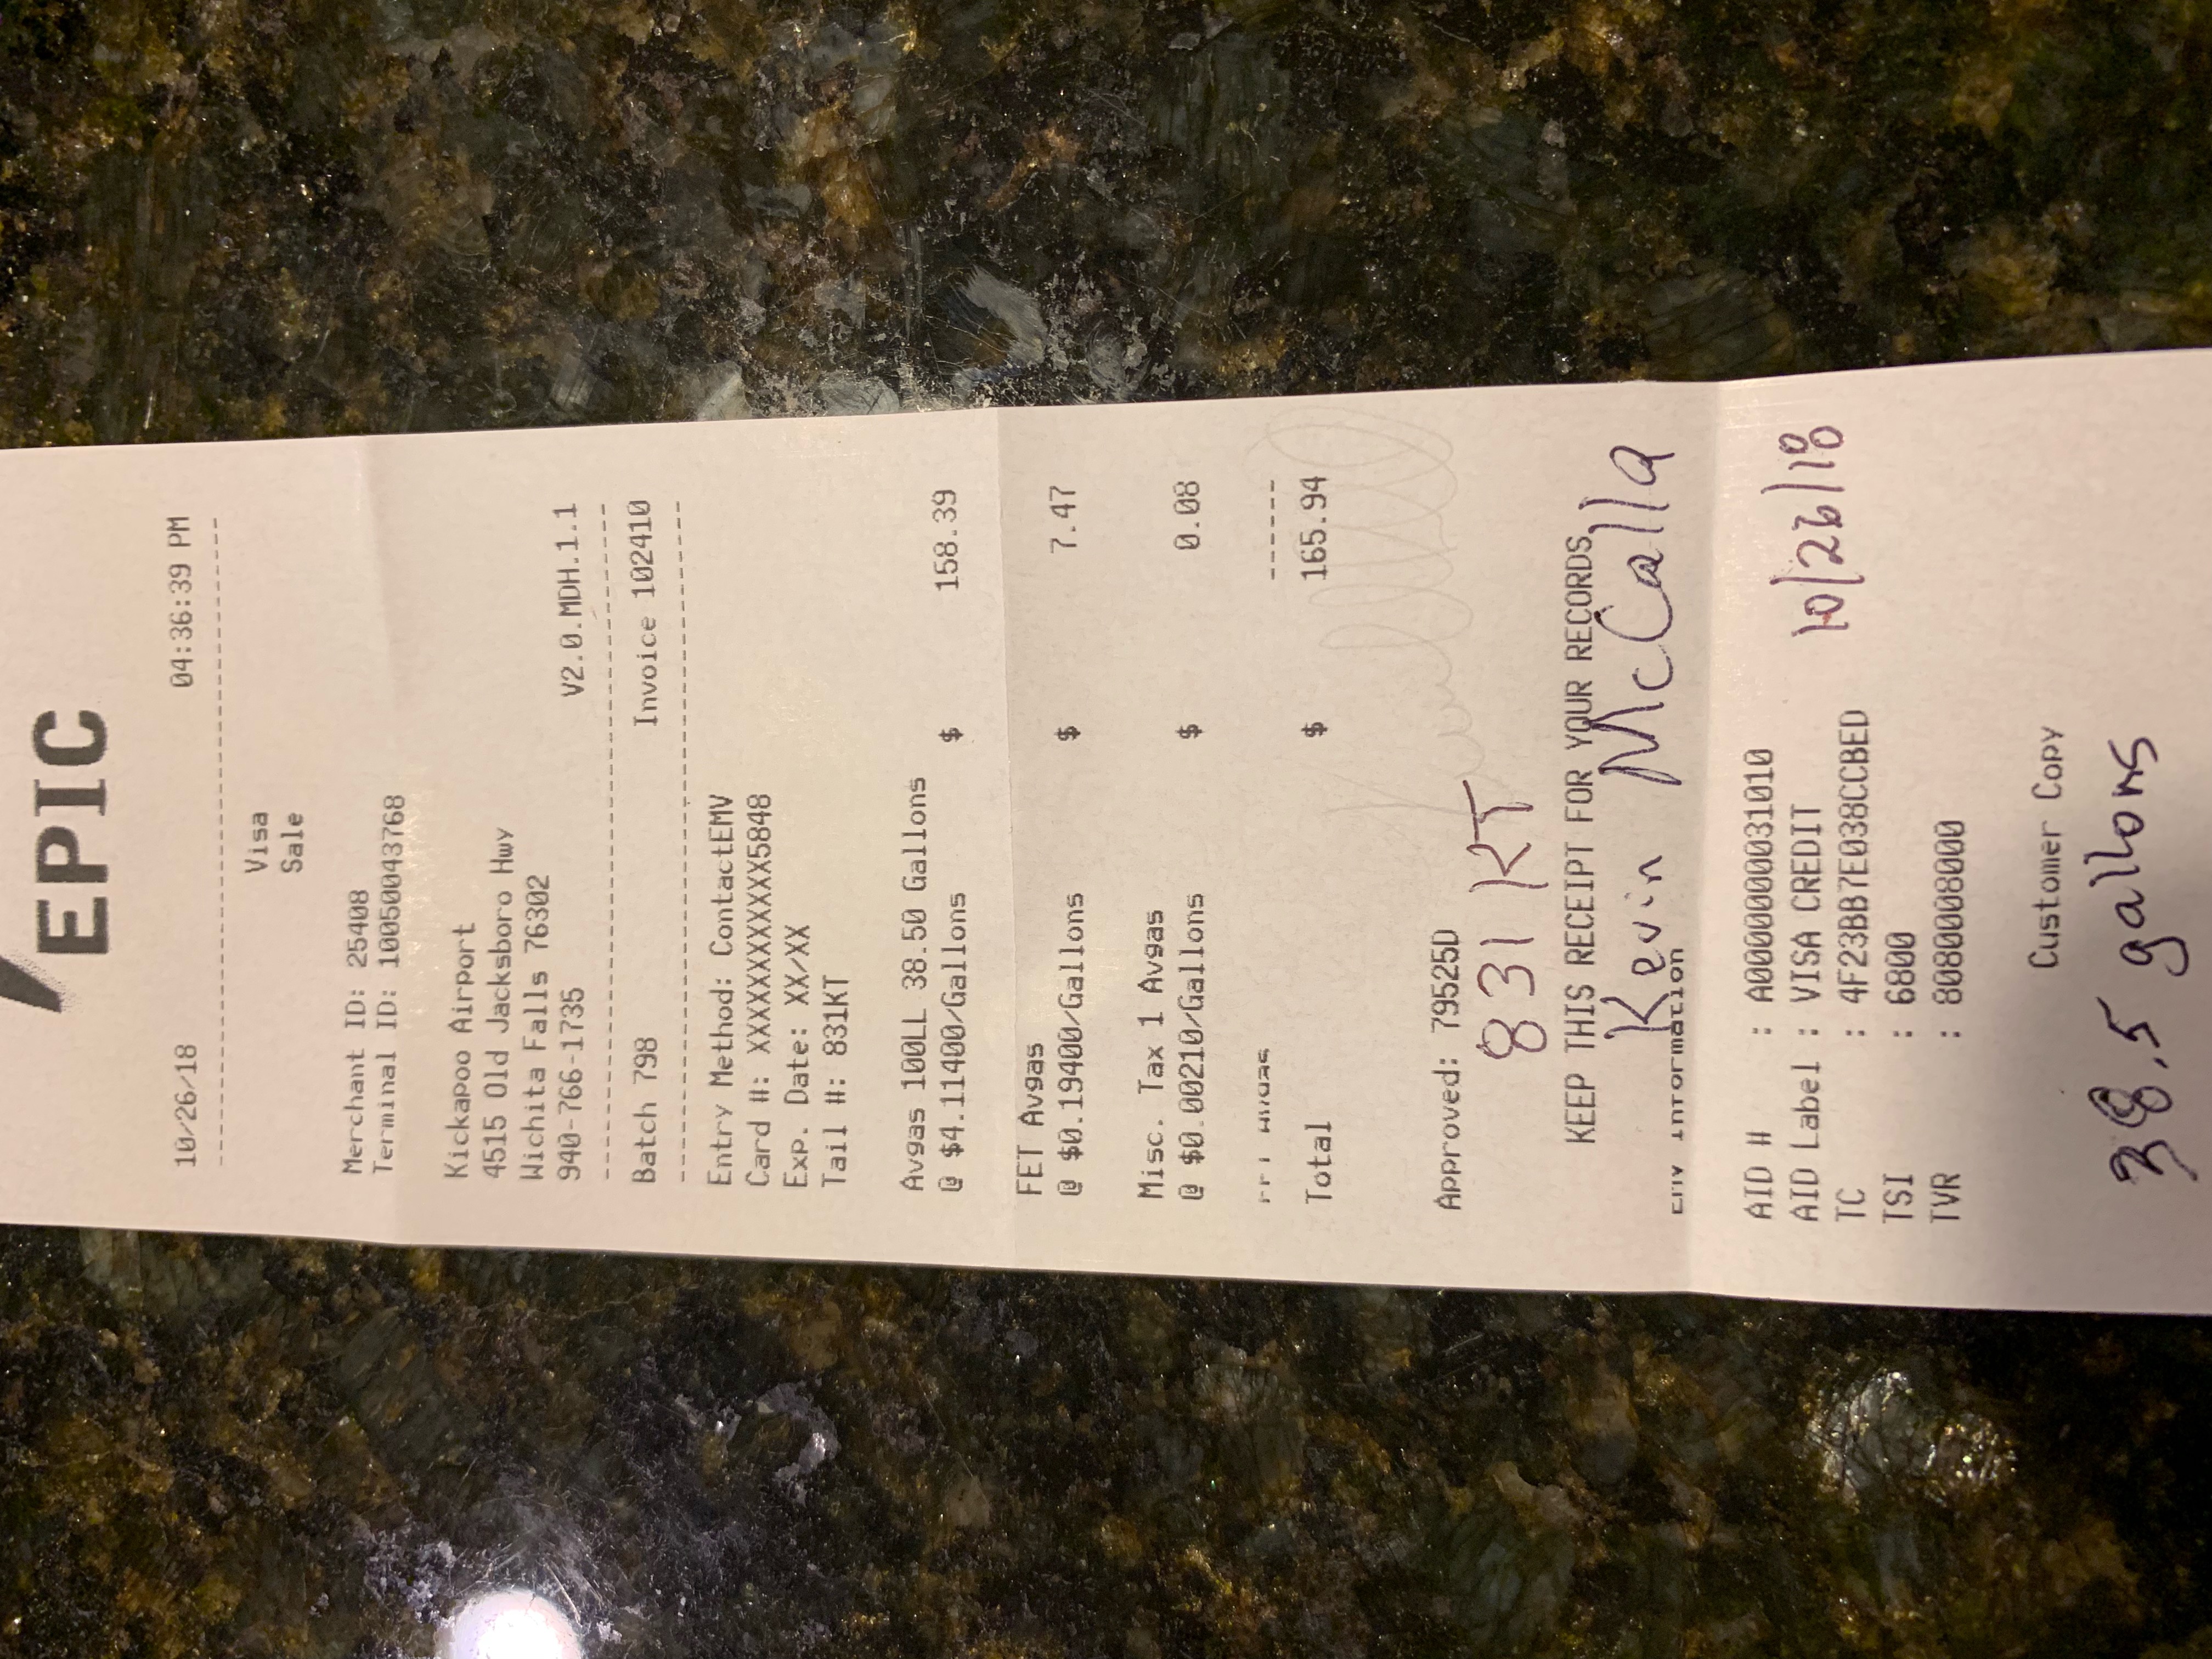 EPIC
10/26/18 04:36:39 PM
Visa
Sale
Merchant ID: 25408
Terminal ID: 10050043768
Kickapoo Airport
4515 Old Jacksboro Hwy
Wichita Falls 76302
940-766-1735
V2.0.MDH.1.1
Batch 798 Invoice 102410
Entry Method: ContactEMV
Card #: XXXXXXXXXXXX5848
Exp. Date: XX/XX
Tail #: 831KT
Avgas 100LL 38.50 Gallons
@ $4.11400/Gallons $ 158.39
FET Avgas
@ $0.19400/Gallons $ 7.47
Misc. Tax 1 Avgas
@ $0.00210/Gallons $ 0.08
Total $ 165.94
Approved: 79525D
831 KT
KEEP THIS RECEIPT FOR YOUR RECORDS
Kevin McCalla
EMV Information
10/26/18
AID # : A0000000031010
AID Label : VISA CREDIT
TC : 4F23BB7E038CCBED
TSI : 6800
TVR : 8080008000
Customer Copy
38.5 gallons